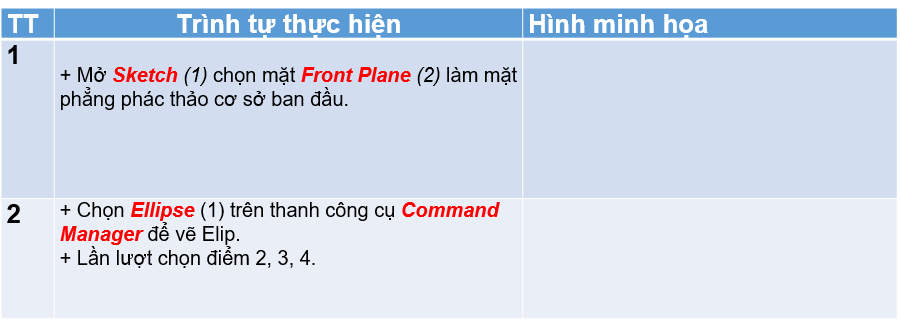 TT Trình tự thực hiện Hình minh họa
1
+ Mở Sketch (1) chọn mặt Front Plane (2) làm mặt
phẳng phác thảo cơ sở ban đầu.
2
+ Chọn Ellipse (1) trên thanh công cụ Command
Manager để vẽ Elip.
+ Lần lượt chọn điểm 2, 3, 4.